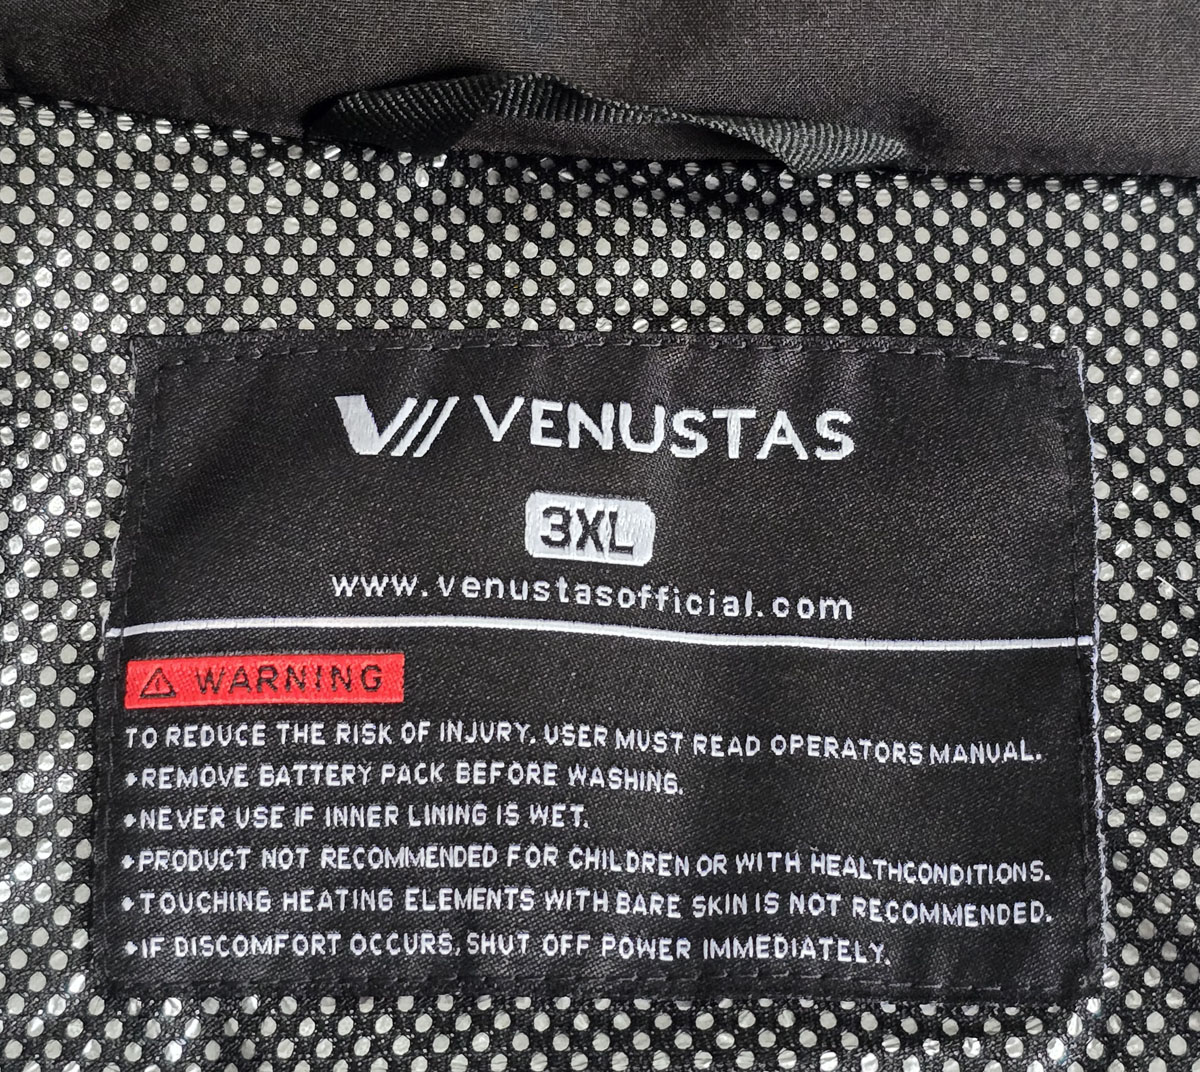 VENUSTAS
3XL
www.venustasofficial.com
WARNING
TO REDUCE THE RISK OF INJURY. USER MUST READ OPERATORS MANUAL.
•REMOVE BATTERY PACK BEFORE WASHING.
•NEVER USE IF INNER LINING IS WET.
•PRODUCT NOT RECOMMENDED FOR CHILDREN OR WITH HEALTHCONDITIONS.
•TOUCHING HEATING ELEMENTS WITH BARE SKIN IS NOT RECOMMENDED.
•IF DISCOMFORT OCCURS, SHUT OFF POWER IMMEDIATELY.